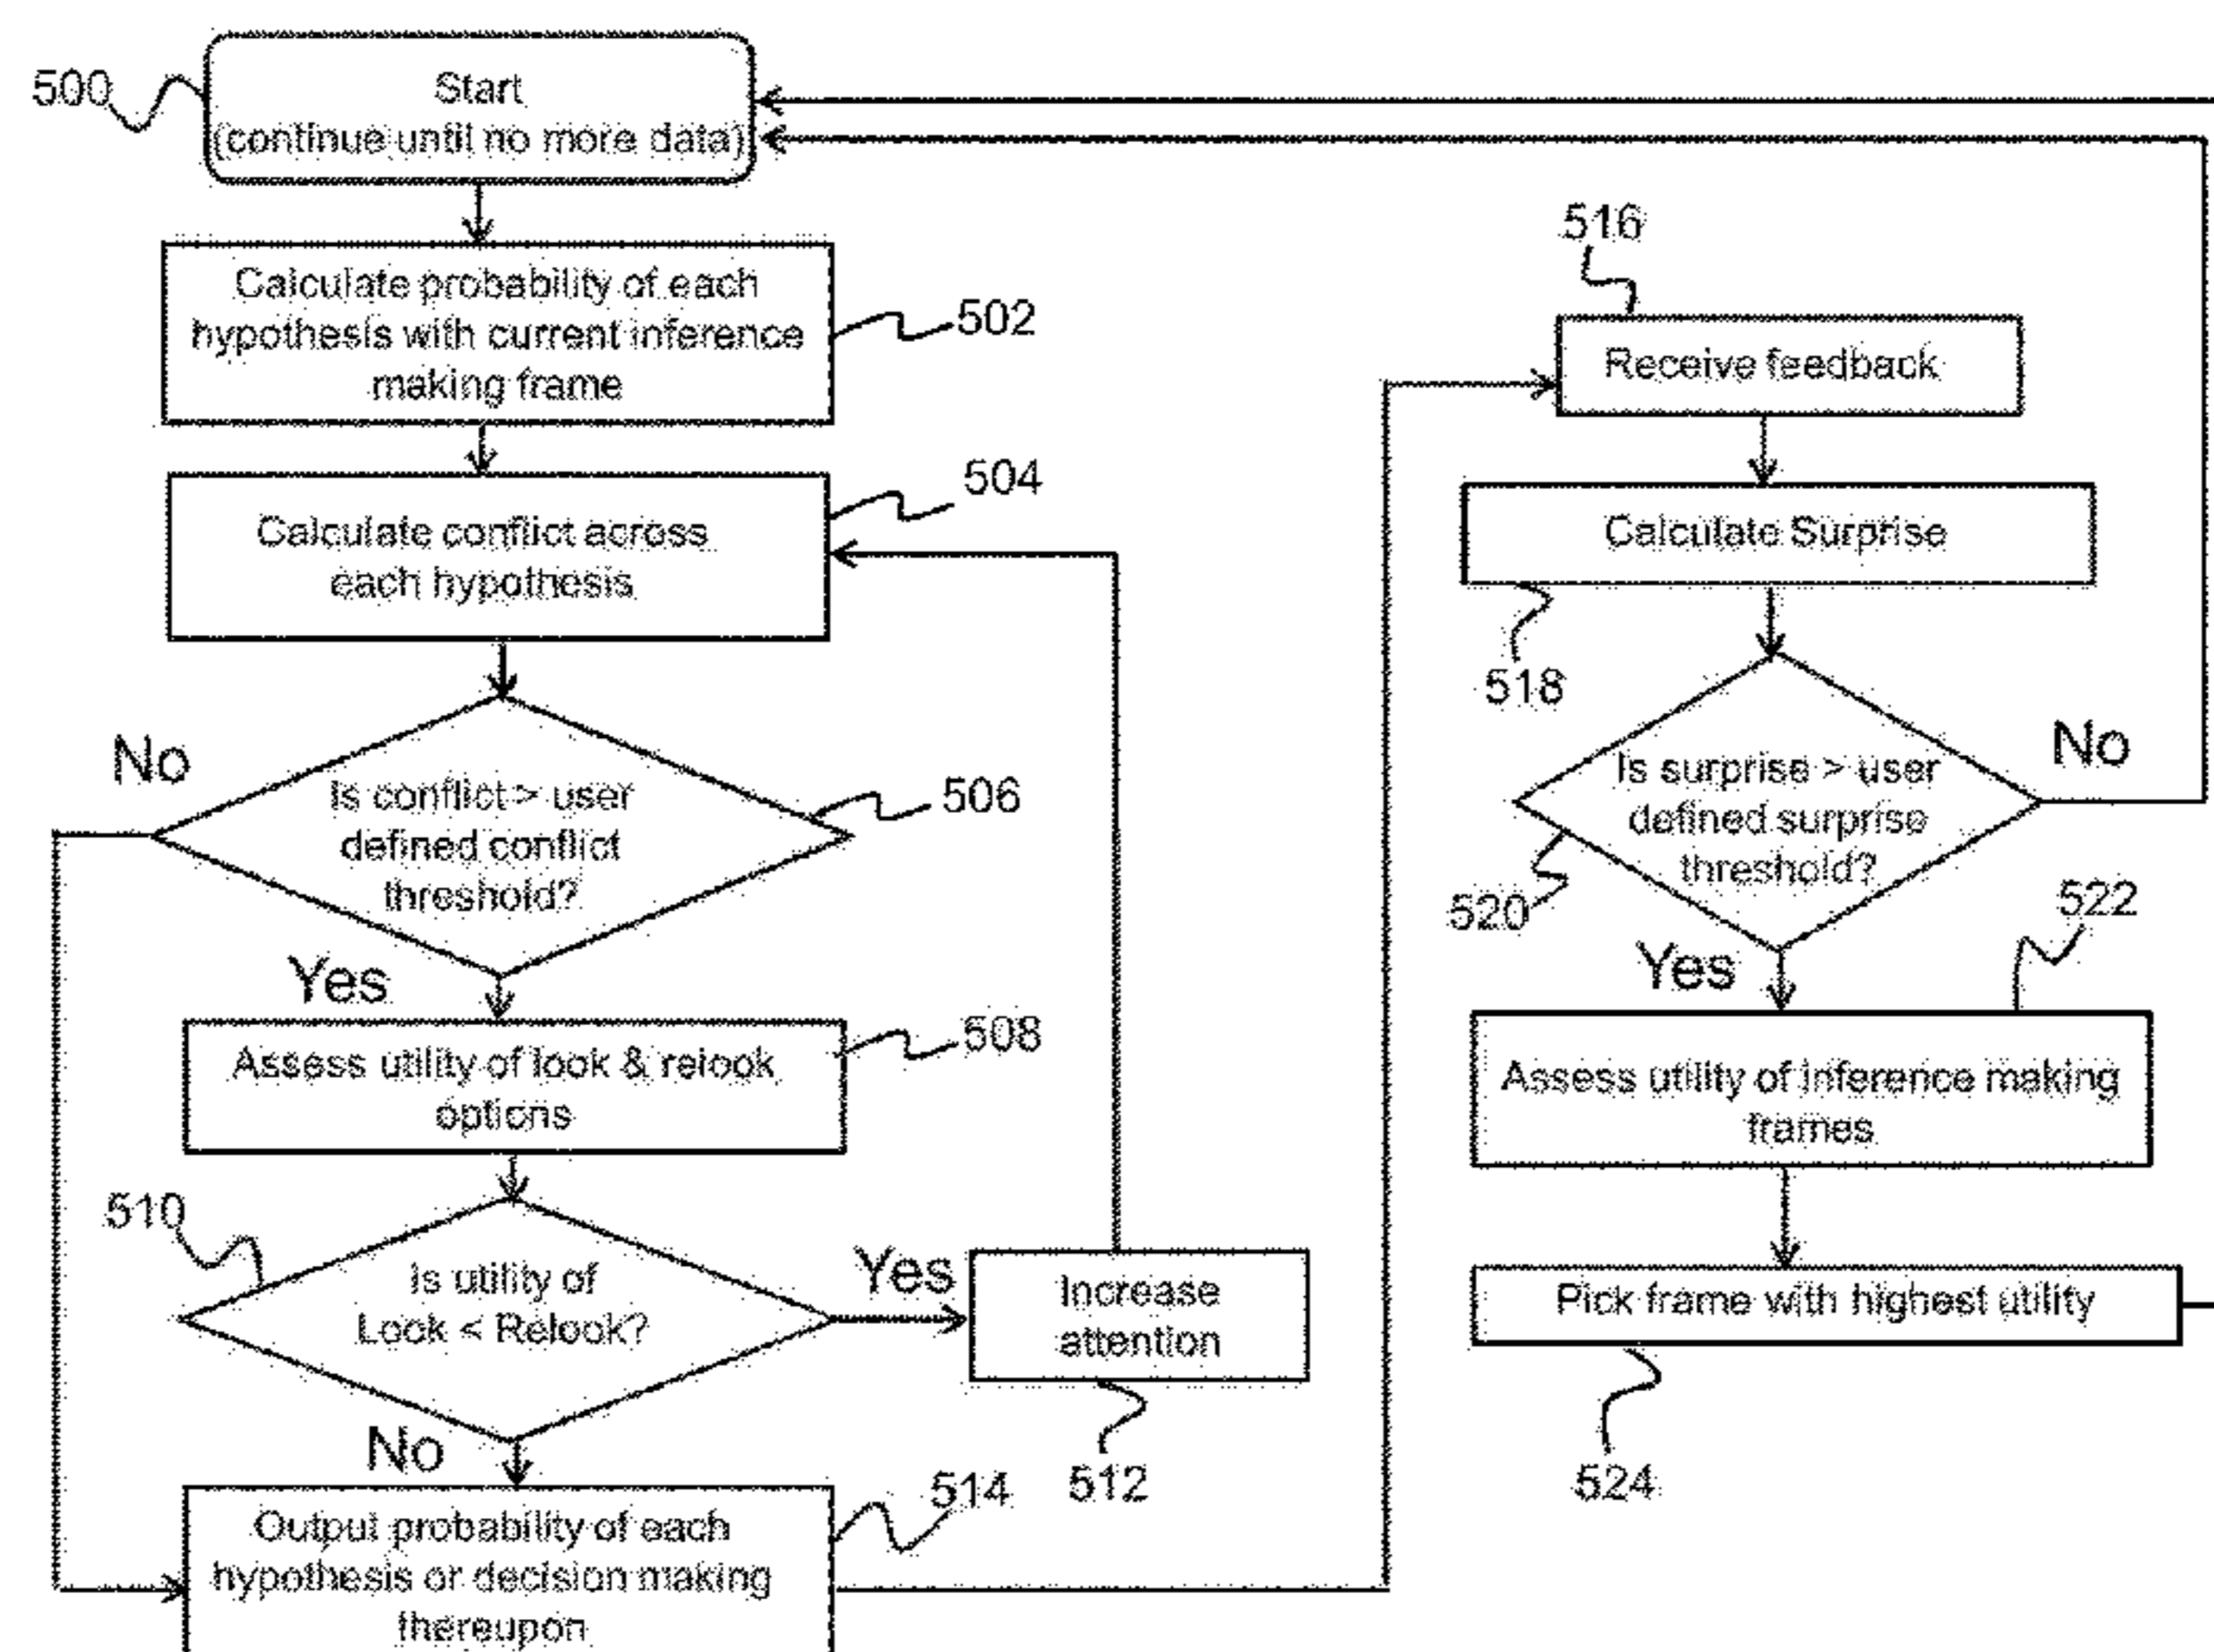 500
Start
(continue until no more data)
Calculate probability of each
hypothesis with current inference
making frame
502
Calculate conflict across
each hypothesis
504
No
Is conflict > user
defined conflict
threshold?
506
Yes
Assess utility of look & relook
options
508
510
Is utility of
Look < Relook?
Yes
Increase
attention
512
No
Output probability of each
hypothesis or decision making
thereupon
514
516
Receive feedback
Calculate Surprise
518
Is surprise > user
defined surprise
threshold?
No
520
Yes
522
Assess utility of inference making
frames
Pick frame with highest utility
524